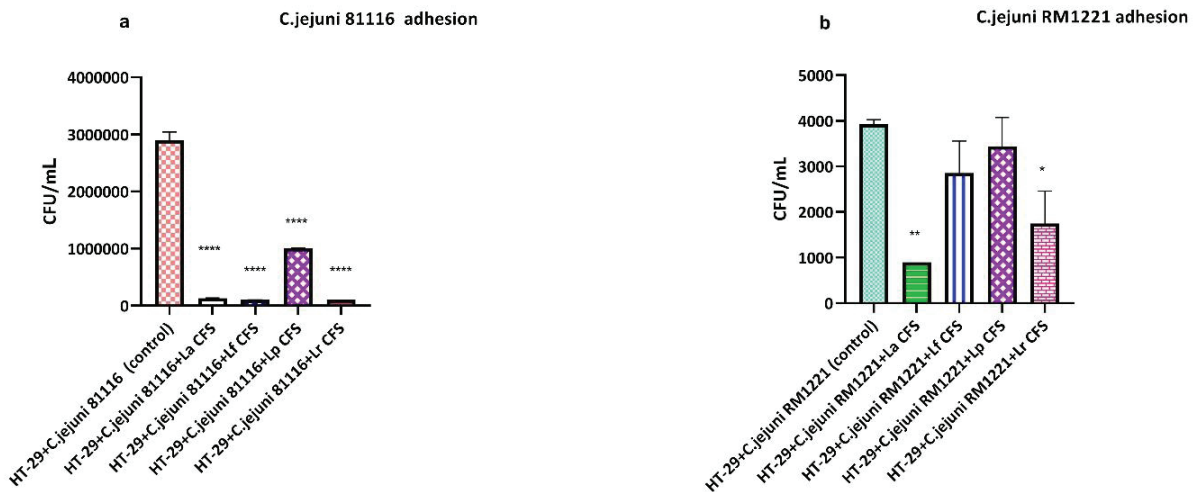 a
C.jejuni 81116 adhesion
4000000
3000000
2000000
1000000
0
CFU/mL
****
****
****
****
HT-29+C.jejuni 81116 (control)
HT-29+C.jejuni 81116+La CFS
HT-29+C.jejuni 81116+Lf CFS
HT-29+C.jejuni 81116+Lp CFS
HT-29+C.jejuni 81116+Lr CFS
b
C.jejuni RM1221 adhesion
5000
4000
3000
2000
1000
0
CFU/mL
**
*
HT-29+C.jejuni RM1221 (control)
HT-29+C.jejuni RM1221+La CFS
HT-29+C.jejuni RM1221+Lf CFS
HT-29+C.jejuni RM1221+Lp CFS
HT-29+C.jejuni RM1221+Lr CFS